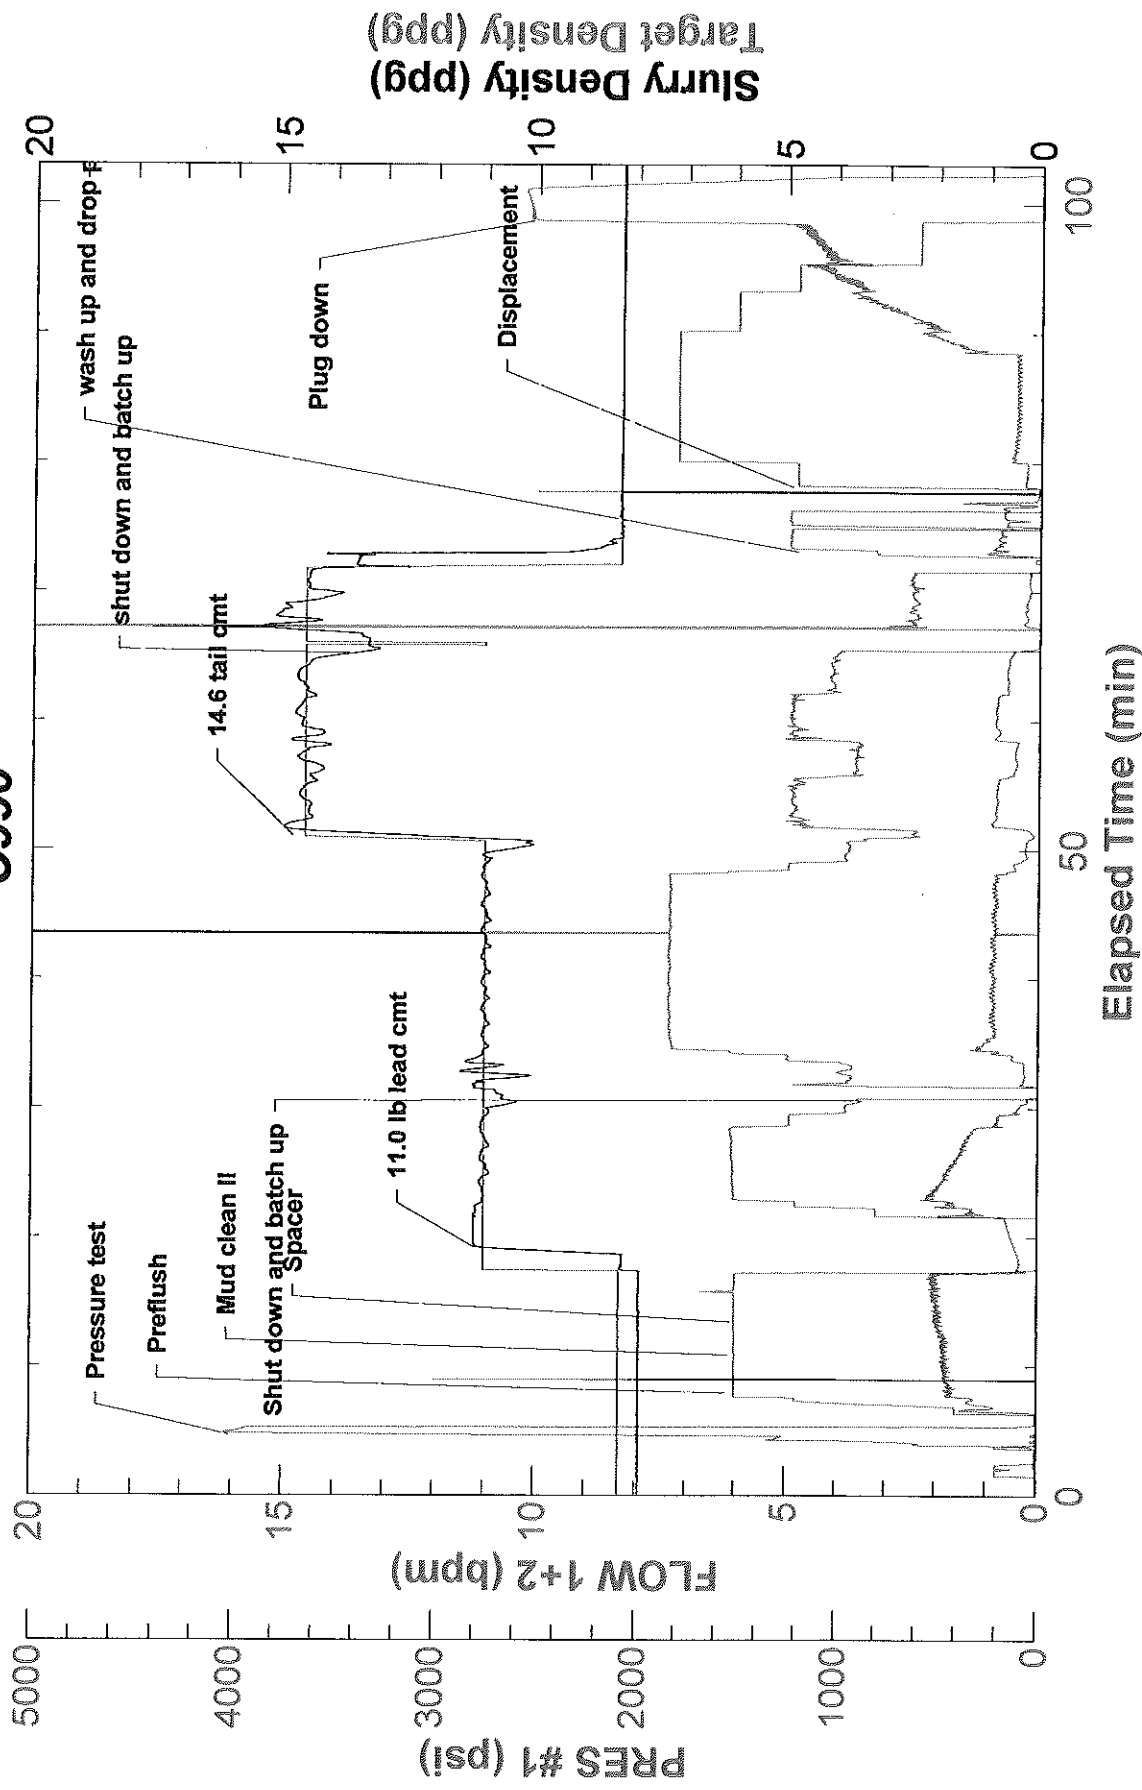 Pressure test
Preflush
Mud clean II
Shut down and batch up
Spacer
11.0 lb lead cmt
14.6 tail cmt
shut down and batch up
wash up and drop
Plug down
Displacement
PRES #1 (psi)
5000
4000
3000
2000
1000
0
FLOW 1+2 (bpm)
20
15
10
5
0
Slurry Density (ppg)
Target Density (ppg)
20
15
10
5
0
0
50
100
Elapsed Time (min)